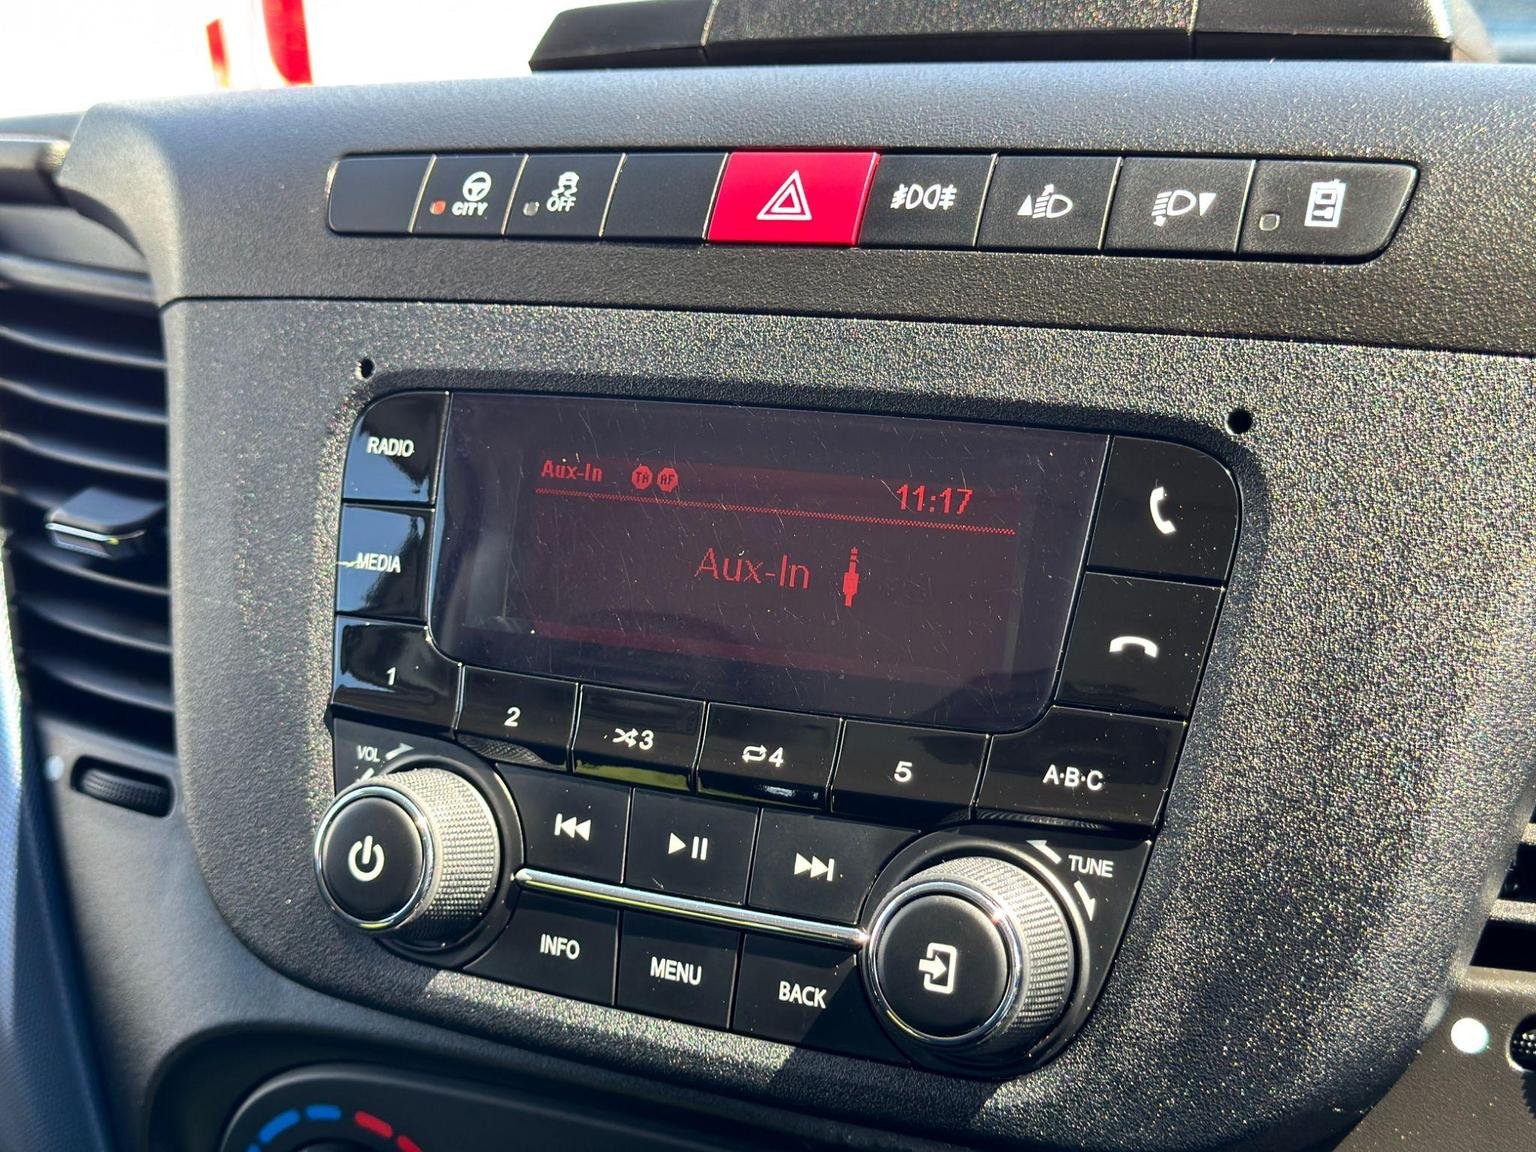 CITY
OFF
RADIO
Aux-In TA AF 11:17
MEDIA
Aux-In
1
2
3
4
5
A·B·C
VOL
TUNE
INFO
MENU
BACK